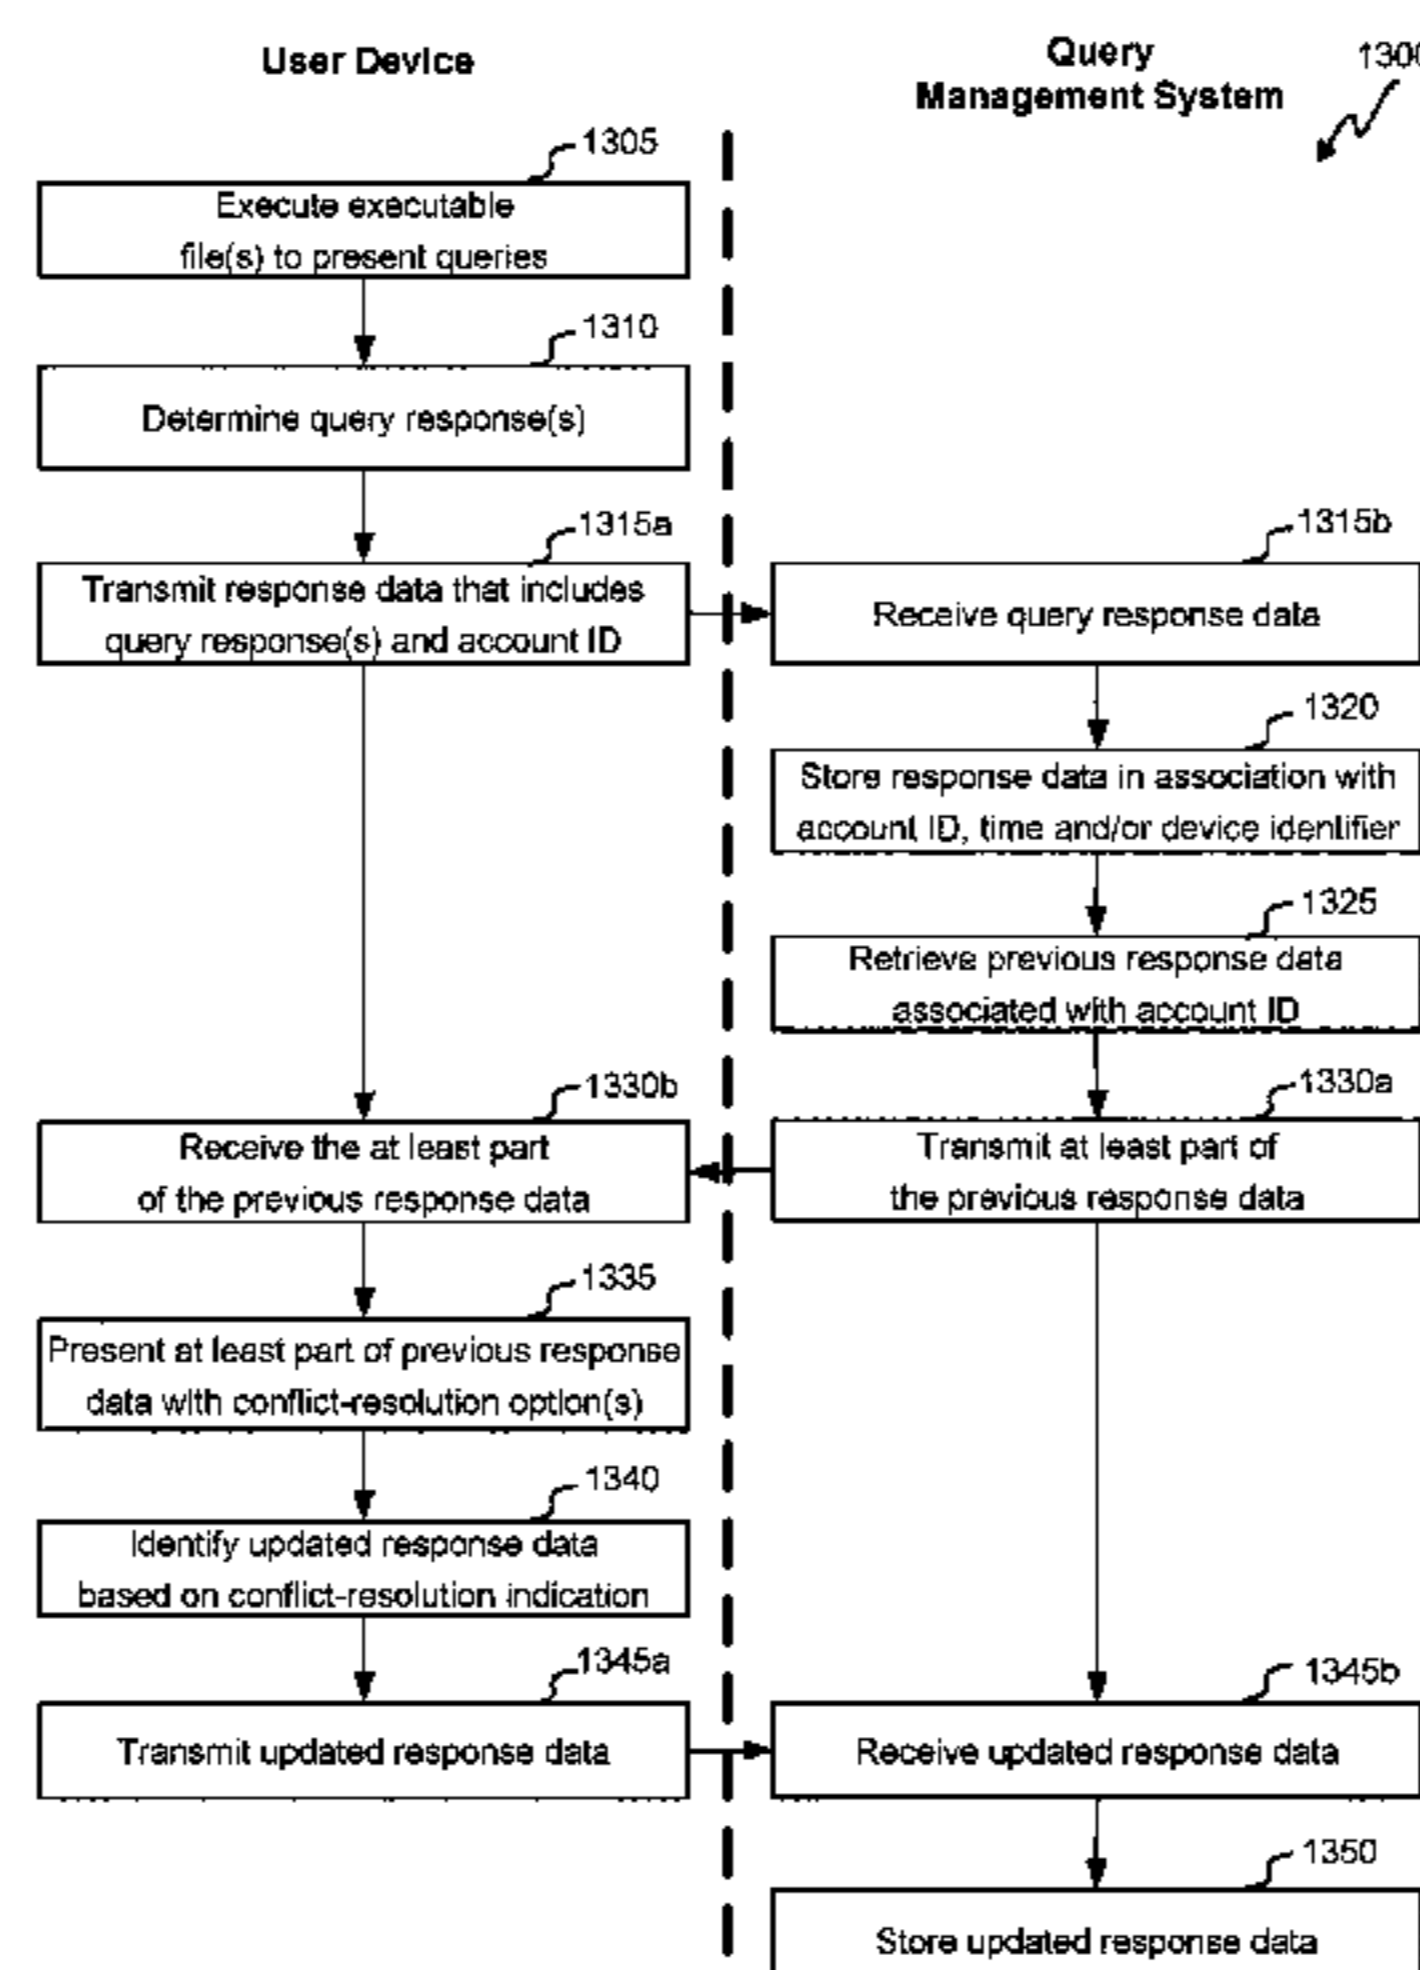 User Device
Query
Management System
1300
1305
Execute executable
file(s) to present queries
1310
Determine query response(s)
1315a
Transmit response data that includes
query response(s) and account ID
1315b
Receive query response data
1320
Store response data in association with
account ID, time and/or device identifier
1325
Retrieve previous response data
associated with account ID
1330b
Receive the at least part
of the previous response data
1330a
Transmit at least part of
the previous response data
1335
Present at least part of previous response
data with conflict-resolution option(s)
1340
Identify updated response data
based on conflict-resolution indication
1345a
Transmit updated response data
1345b
Receive updated response data
1350
Store updated response data